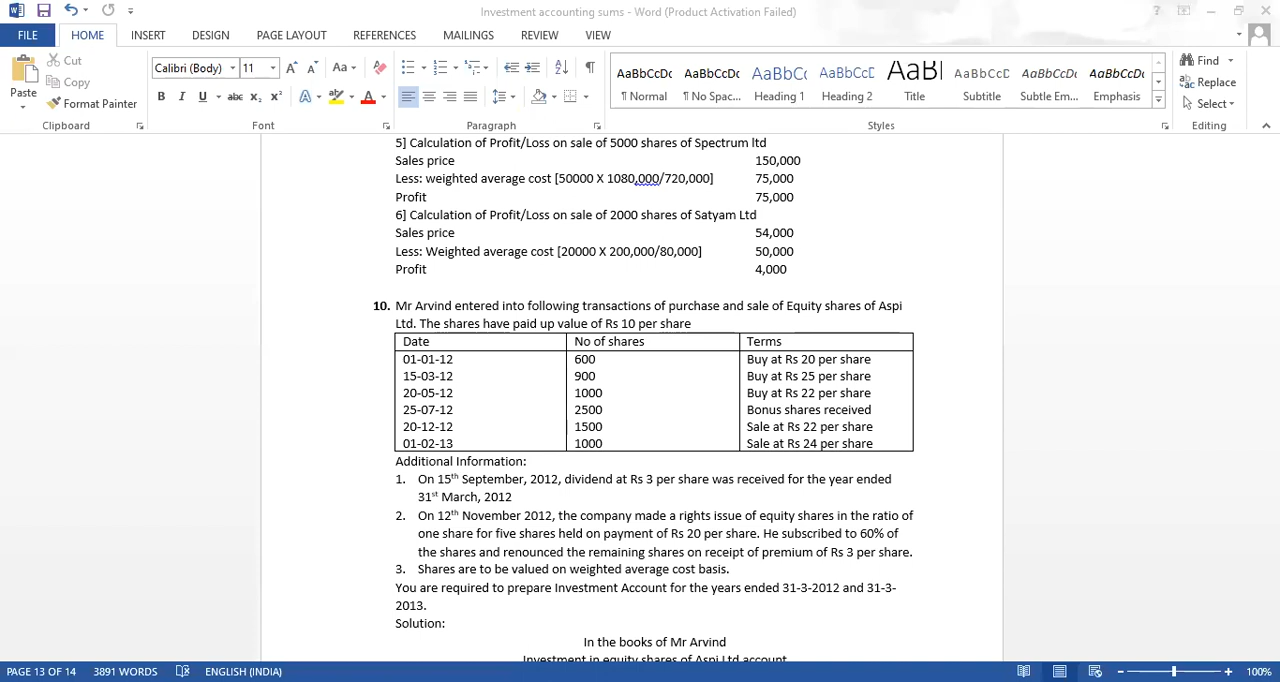 Investment accounting sums - Word (Product Activation Failed)
FILE HOME INSERT DESIGN PAGE LAYOUT REFERENCES MAILINGS REVIEW VIEW
Paste Cut Copy Format Painter
Clipboard
Calibri (Body) 11 A A Aa
B I U abc x₂ x² A ab A
Font
Paragraph
AaBbCcDc AaBbCcDc AaBbCc AaBbCcD AaBl AaBbCcD AaBbCcDc AaBbCcDc
¶ Normal ¶ No Spac... Heading 1 Heading 2 Title Subtitle Subtle Em... Emphasis
Styles
Find
Replace
Select
Editing
5] Calculation of Profit/Loss on sale of 5000 shares of Spectrum ltd
Sales price 150,000
Less: weighted average cost [50000 X 1080,000/720,000] 75,000
Profit 75,000
6] Calculation of Profit/Loss on sale of 2000 shares of Satyam Ltd
Sales price 54,000
Less: Weighted average cost [20000 X 200,000/80,000] 50,000
Profit 4,000
10. Mr Arvind entered into following transactions of purchase and sale of Equity shares of Aspi
Ltd. The shares have paid up value of Rs 10 per share
Date No of shares Terms
01-01-12 600 Buy at Rs 20 per share
15-03-12 900 Buy at Rs 25 per share
20-05-12 1000 Buy at Rs 22 per share
25-07-12 2500 Bonus shares received
20-12-12 1500 Sale at Rs 22 per share
01-02-13 1000 Sale at Rs 24 per share
Additional Information:
1. On 15th September, 2012, dividend at Rs 3 per share was received for the year ended
31st March, 2012
2. On 12th November 2012, the company made a rights issue of equity shares in the ratio of
one share for five shares held on payment of Rs 20 per share. He subscribed to 60% of
the shares and renounced the remaining shares on receipt of premium of Rs 3 per share.
3. Shares are to be valued on weighted average cost basis.
You are required to prepare Investment Account for the years ended 31-3-2012 and 31-3-
2013.
Solution:
In the books of Mr Arvind
Investment in equity shares of Aspi Ltd account
PAGE 13 OF 14 3891 WORDS ENGLISH (INDIA) 100%